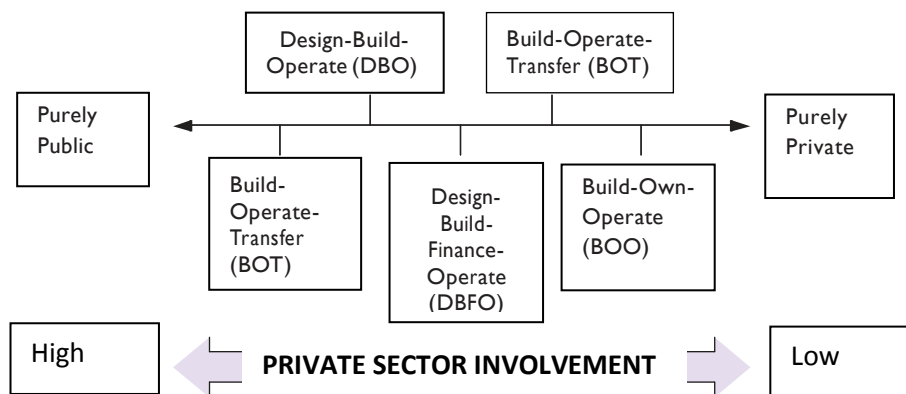 Design-Build-
Operate (DBO)
Build-Operate-
Transfer (BOT)
Purely
Public
Purely
Private
Build-
Operate-
Transfer
(BOT)
Design-
Build-
Finance-
Operate
(DBFO)
Build-Own-
Operate
(BOO)
High
PRIVATE SECTOR INVOLVEMENT
Low